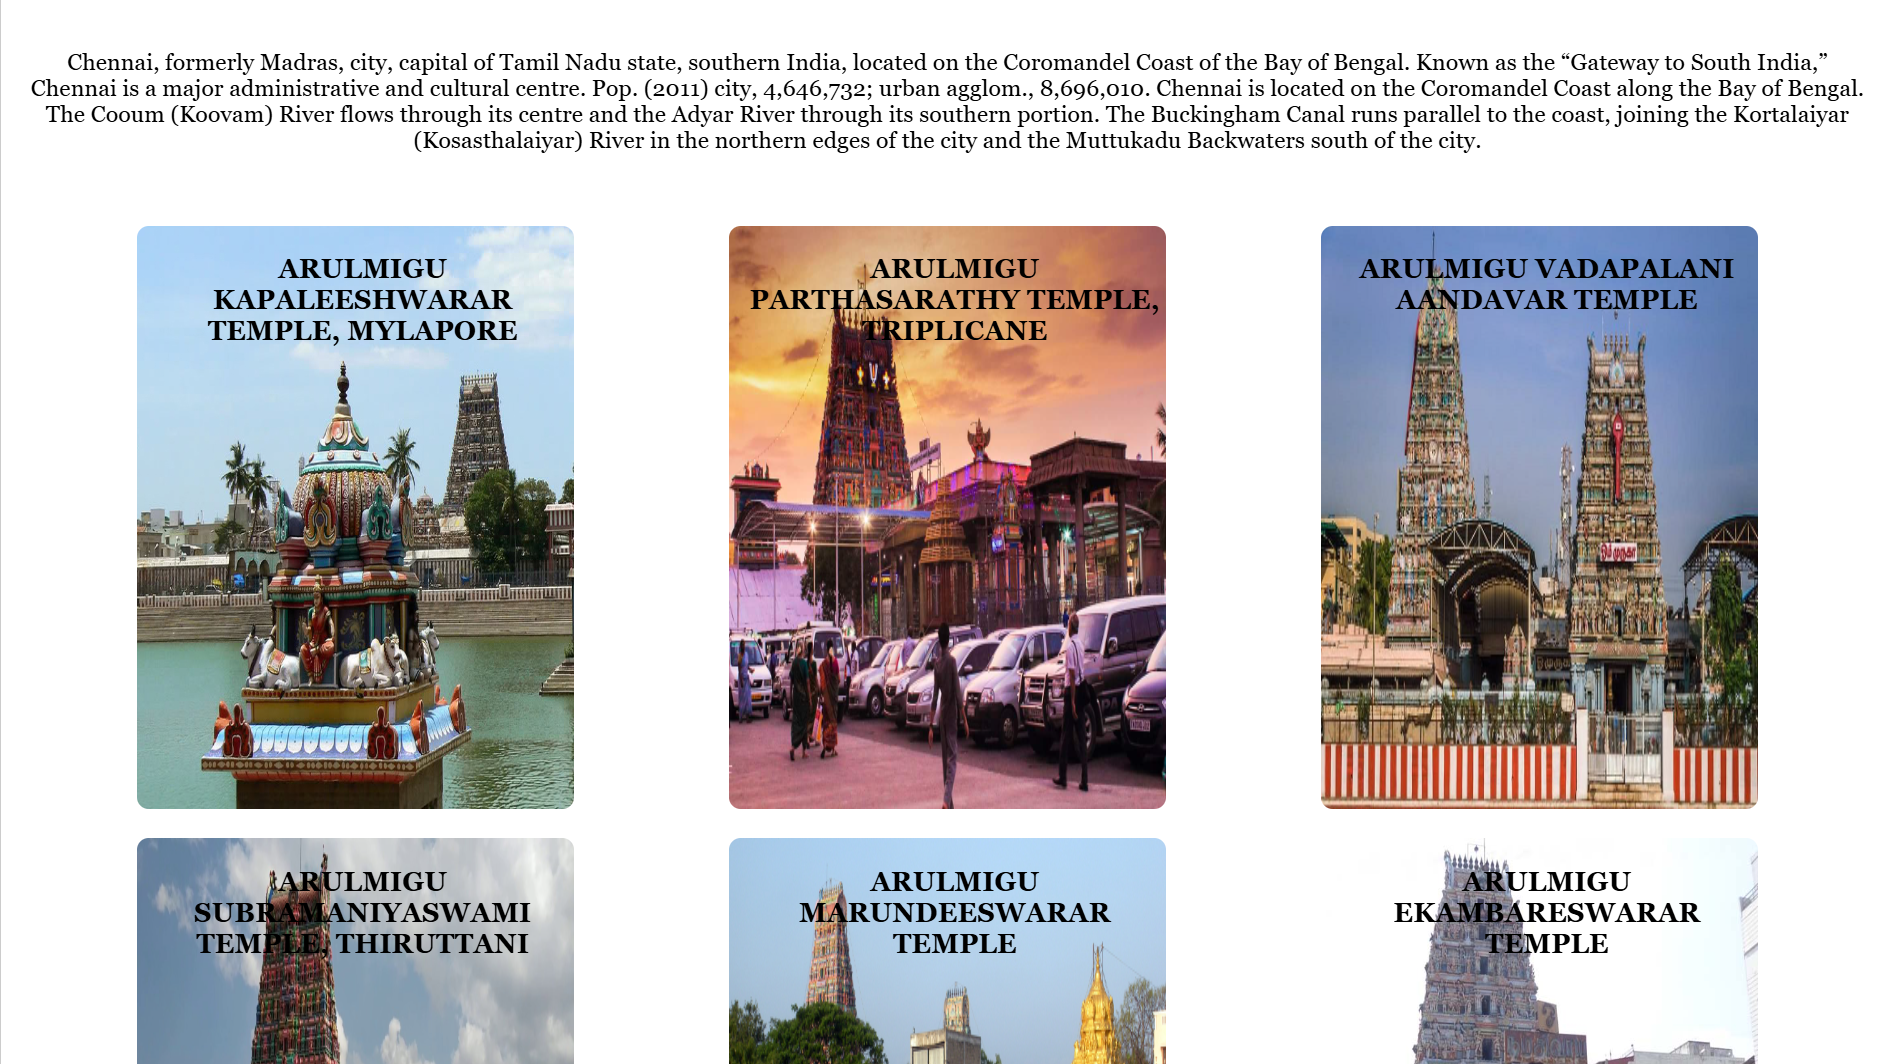 Chennai, formerly Madras, city, capital of Tamil Nadu state, southern India, located on the Coromandel Coast of the Bay of Bengal. Known as the “Gateway to South India,”
Chennai is a major administrative and cultural centre. Pop. (2011) city, 4,646,732; urban agglom., 8,696,010. Chennai is located on the Coromandel Coast along the Bay of Bengal.
The Cooum (Koovam) River flows through its centre and the Adyar River through its southern portion. The Buckingham Canal runs parallel to the coast, joining the Kortalaiyar
(Kosasthalaiyar) River in the northern edges of the city and the Muttukadu Backwaters south of the city.
ARULMIGU
KAPALEESHWARAR
TEMPLE, MYLAPORE
ARULMIGU
PARTHASARATHY TEMPLE,
TRIPLICANE
ARULMIGU VADAPALANI
AANDAVAR TEMPLE
ஓம் முருகா
ARULMIGU
SUBRAMANIYASWAMI
TEMPLE, THIRUTTANI
ARULMIGU
MARUNDEESWARAR
TEMPLE
ARULMIGU
EKAMBARESWARAR
TEMPLE